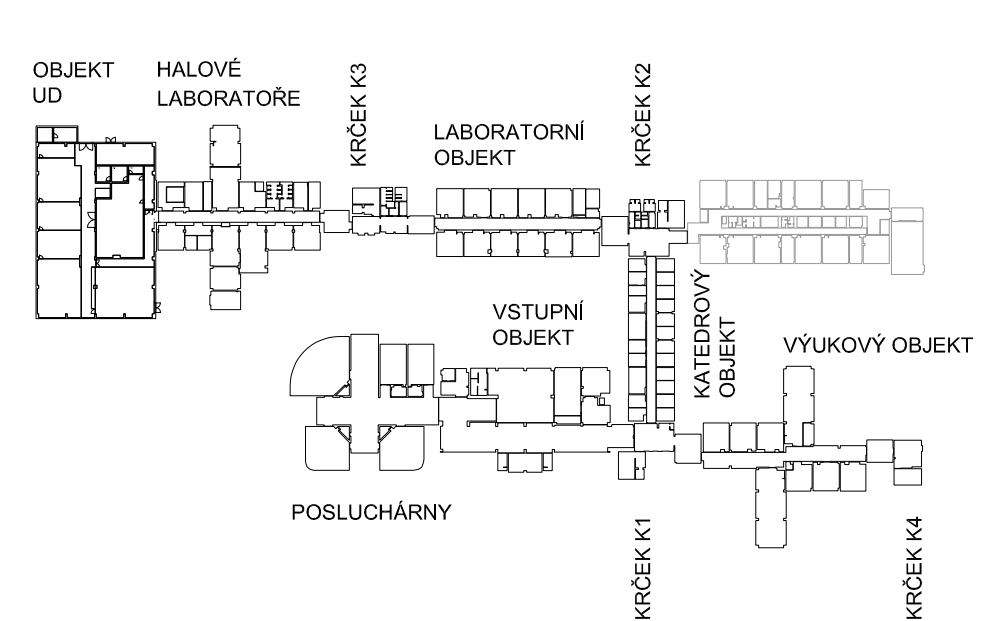 OBJEKT
UD
HALOVÉ
LABORATOŘE
KRČEK K3
LABORATORNÍ
OBJEKT
KRČEK K2
VSTUPNÍ
OBJEKT
KATEDROVÝ
OBJEKT
VÝUKOVÝ OBJEKT
POSLUCHÁRNY
KRČEK K1
KRČEK K4